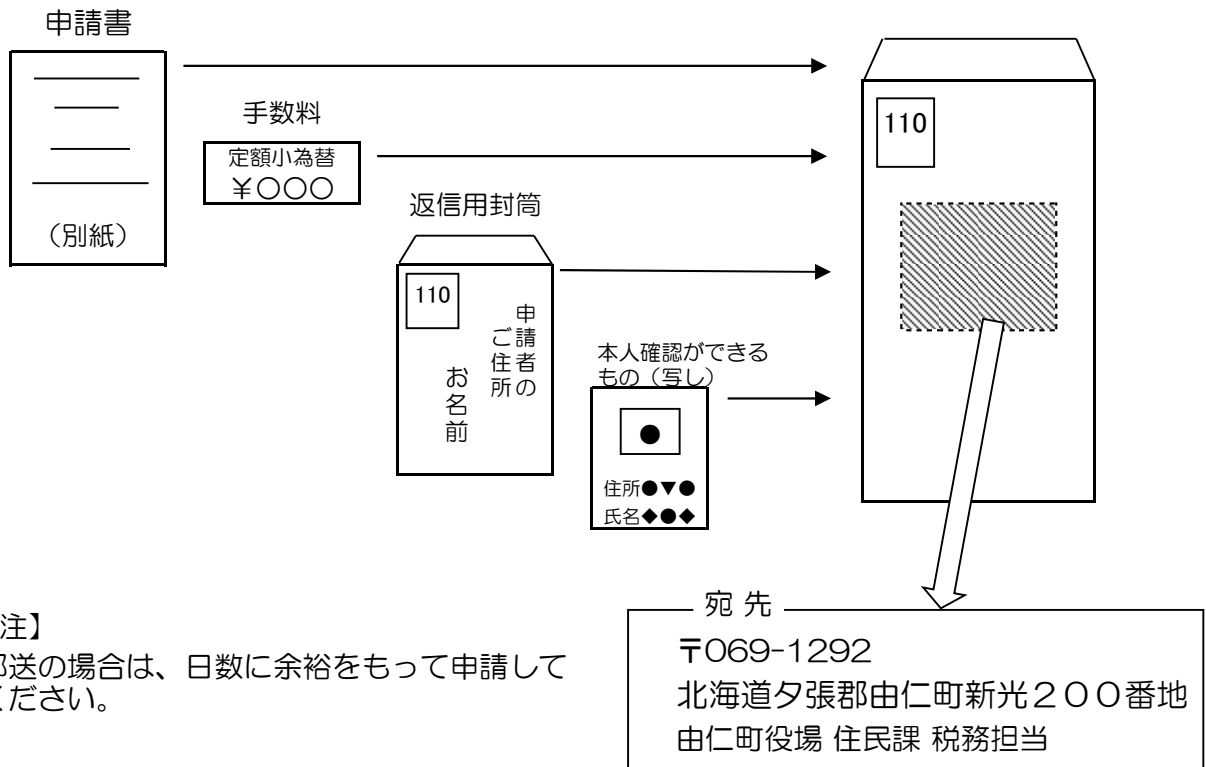 申請書
（別紙）
手数料
定額小為替
￥〇〇〇
返信用封筒
110
申請者の
ご住所
お名前
本人確認ができる
もの（写し）
住所●▼●
氏名◆●◆
110
注】
郵送の場合は、日数に余裕をもって申請して
ください。
宛 先
〒069-1292
北海道夕張郡由仁町新光２００番地
由仁町役場 住民課 税務担当